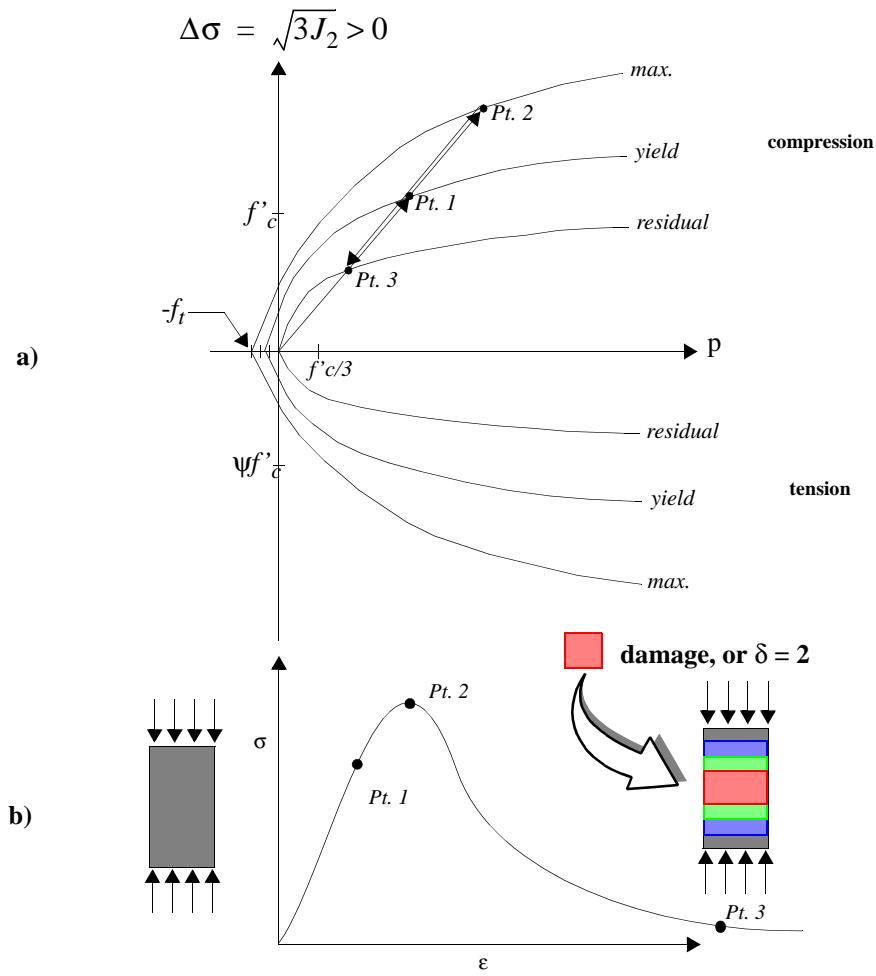 Δσ = √3J₂ > 0
max.
Pt. 2
compression
yield
Pt. 1
f'c
residual
Pt. 3
-fₜ
p
a)
f'c/3
residual
ψf'c
tension
yield
max.
damage, or δ = 2
Pt. 2
σ
Pt. 1
b)
Pt. 3
ε